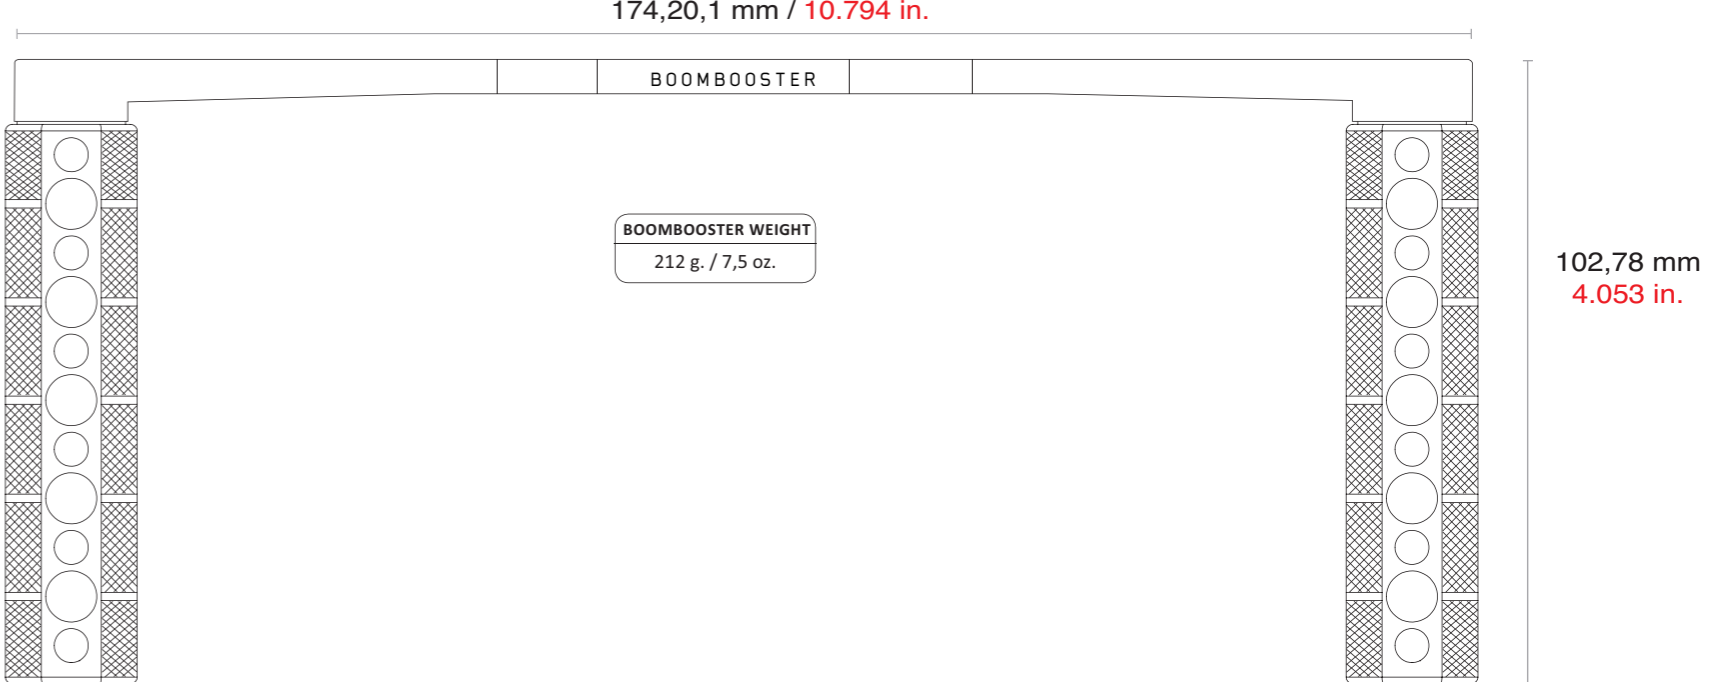 174,20,1 mm / 10.794 in.
BOOMBOOSTER
BOOMBOOSTER WEIGHT
212 g. / 7,5 oz.
102,78 mm
4.053 in.